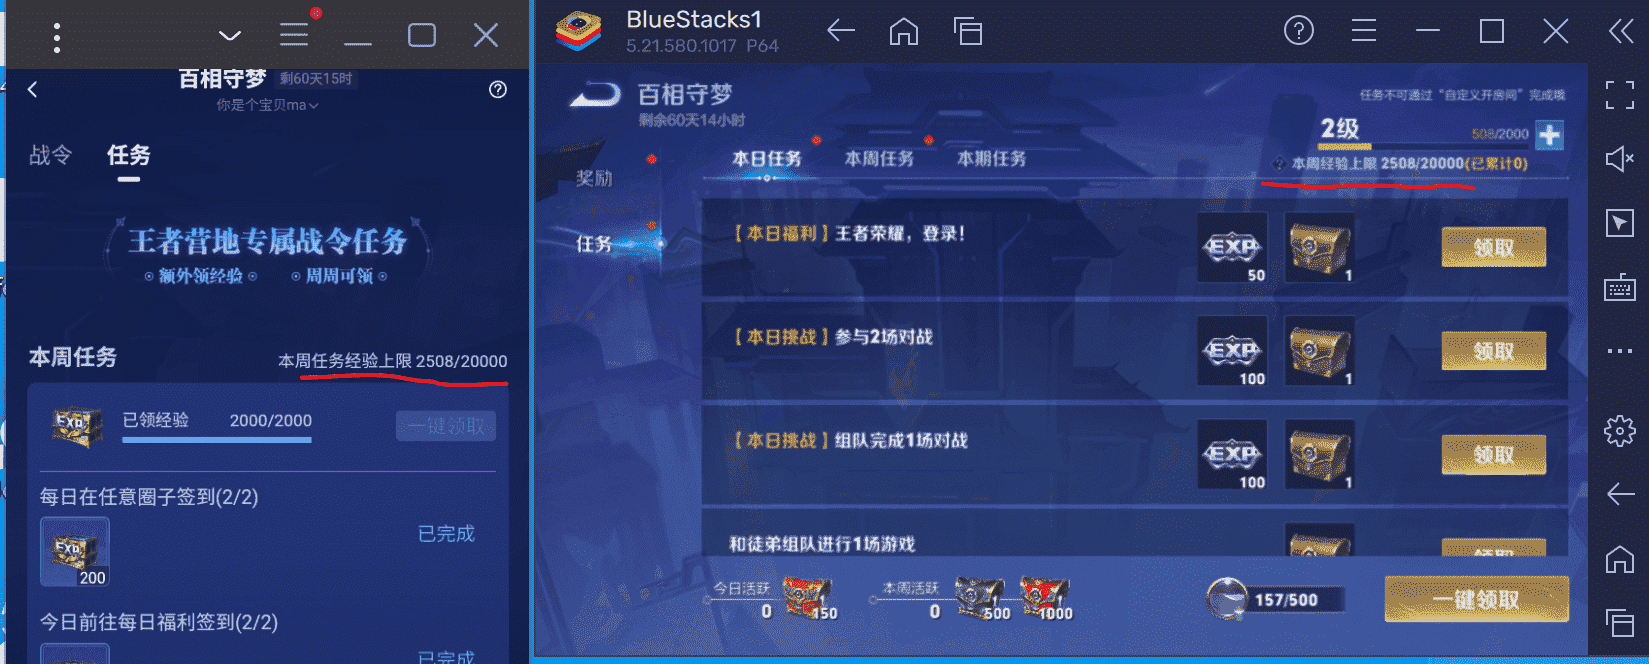 百相守梦 剩60天15时
你是个宝贝ma
战令 任务
王者营地专属战令任务
额外领经验 周周可领
本周任务 本周任务经验上限 2508/20000
EXP 已领经验 2000/2000 一键领取
每日在任意圈子签到(2/2)
已完成
EXP
200
今日前往每日福利签到(2/2)
已完成
BlueStacks1
5.21.580.1017 P64
百相守梦
剩余60天14小时
任务不可通过“自定义开房间”完成哦
2级 508/2000
本周经验上限 2508/20000(已累计0)
本日任务 本周任务 本期任务
奖励
任务
【本日福利】王者荣耀，登录！
EXP 50 1 领取
【本日挑战】参与2场对战
EXP 100 1 领取
【本日挑战】组队完成1场对战
EXP 100 1 领取
和徒弟组队进行1场游戏
领取
今日活跃 0 150
本周活跃 0 500 1000
157/500
一键领取